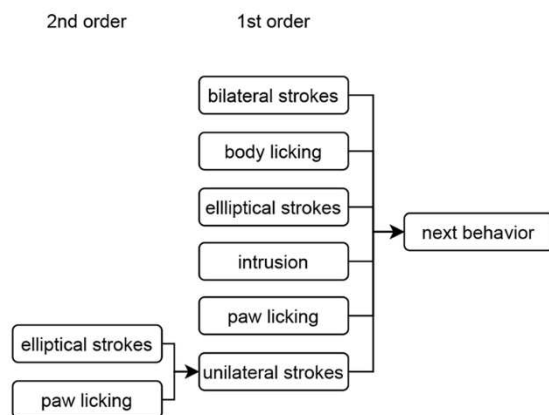 2nd order
1st order
bilateral strokes
body licking
ellliptical strokes
intrusion
next behavior
paw licking
elliptical strokes
unilateral strokes
paw licking